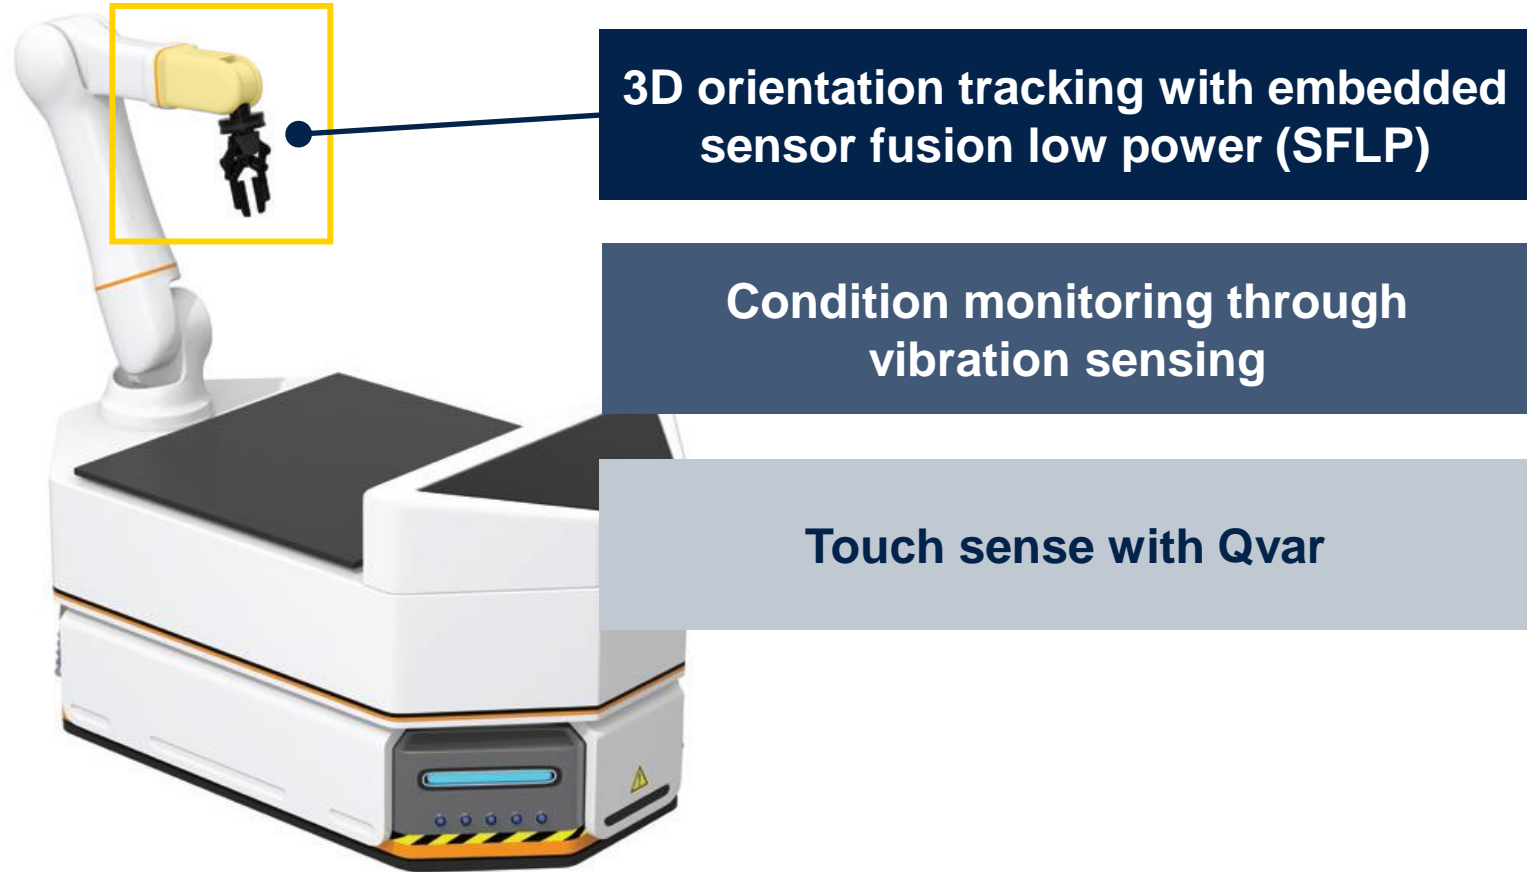 3D orientation tracking with embedded
sensor fusion low power (SFLP)
Condition monitoring through
vibration sensing
Touch sense with Qvar